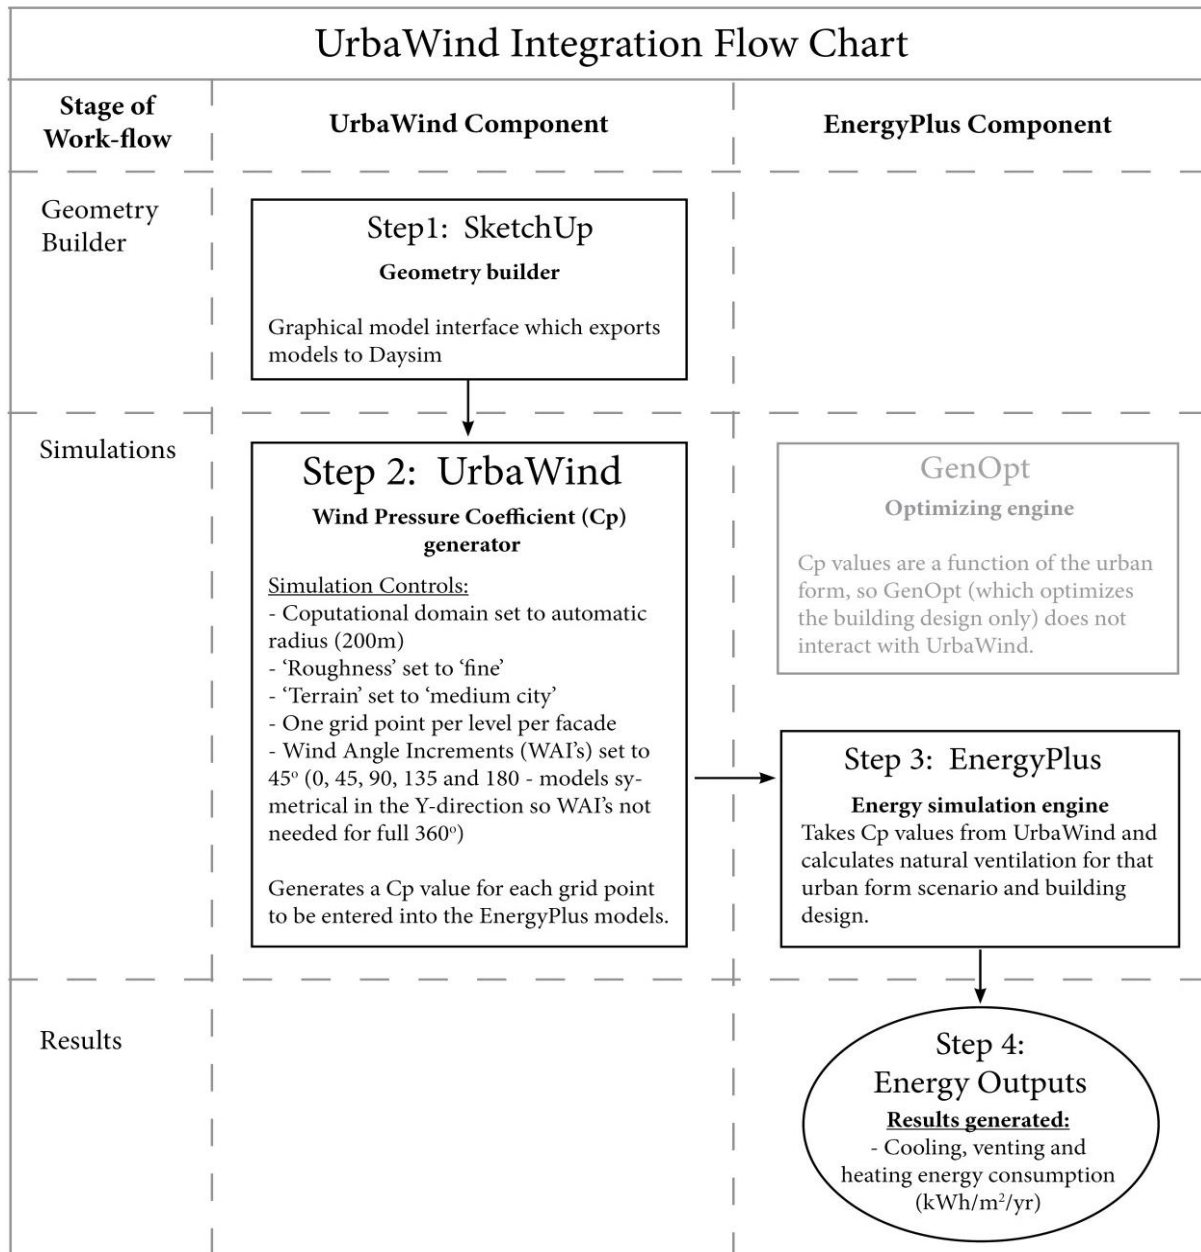 UrbaWind Integration Flow Chart
Stage of
Work-flow
UrbaWind Component
EnergyPlus Component
Geometry
Builder
Step1: SketchUp
Geometry builder
Graphical model interface which exports
models to Daysim
Simulations
Step 2: UrbaWind
Wind Pressure Coefficient (Cp)
generator
Simulation Controls:
- Coputational domain set to automatic
radius (200m)
- ‘Roughness’ set to ‘fine’
- ‘Terrain’ set to ‘medium city’
- One grid point per level per facade
- Wind Angle Increments (WAI’s) set to
45º (0, 45, 90, 135 and 180 - models sy-
metrical in the Y-direction so WAI’s not
needed for full 360º)
Generates a Cp value for each grid point
to be entered into the EnergyPlus models.
GenOpt
Optimizing engine
Cp values are a function of the urban
form, so GenOpt (which optimizes
the building design only) does not
interact with UrbaWind.
Step 3: EnergyPlus
Energy simulation engine
Takes Cp values from UrbaWind and
calculates natural ventilation for that
urban form scenario and building
design.
Results
Step 4:
Energy Outputs
Results generated:
- Cooling, venting and
heating energy consumption
(kWh/m²/yr)